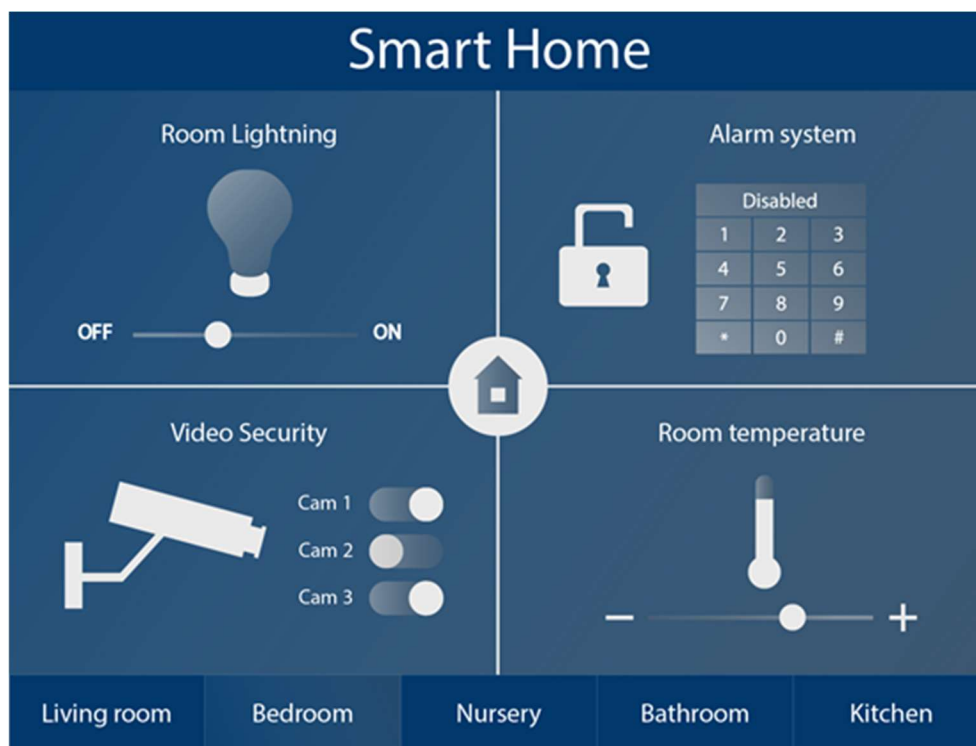 Smart Home
Room Lightning
OFF
ON
Alarm system
Disabled
1 2 3
4 5 6
7 8 9
* 0 #
Video Security
Cam 1
Cam 2
Cam 3
Room temperature
− +
Living room
Bedroom
Nursery
Bathroom
Kitchen